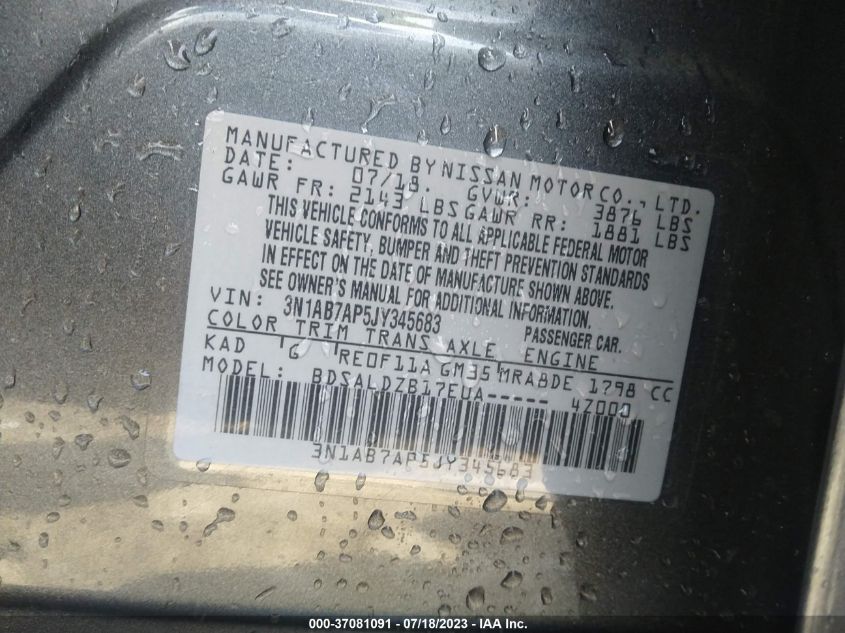 MANUFACTURED BY NISSAN MOTOR CO., LTD.
DATE: 07/18. GVWR: 3876 LBS
GAWR FR: 2143 LBS GAWR RR: 1881 LBS
THIS VEHICLE CONFORMS TO ALL APPLICABLE FEDERAL MOTOR
VEHICLE SAFETY, BUMPER AND THEFT PREVENTION STANDARDS
IN EFFECT ON THE DATE OF MANUFACTURE SHOWN ABOVE.
SEE OWNER'S MANUAL FOR ADDITIONAL INFORMATION.
VIN: 3N1AB7AP5JY345683 PASSENGER CAR.
COLOR TRIM TRANS AXLE ENGINE
KAD G RE0F11A GM35 MRA8DE 1798 CC
MODEL: BDSALDZB17EUA----- 4Z000
3N1AB7AP5JY345683
000-37081091 - 07/18/2023 - IAA Inc.